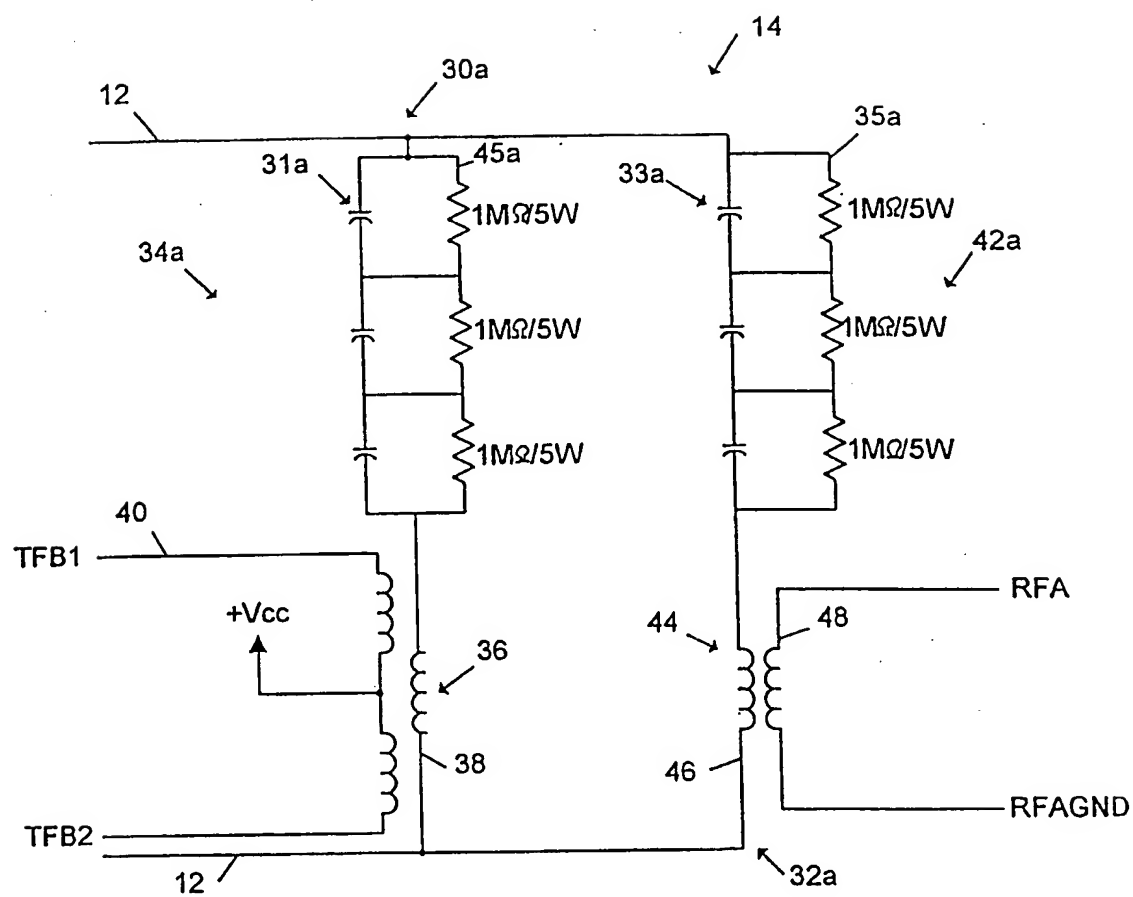 14
30a
12
35a
31a
45a
33a
1MΩ/5W
1MΩ/5W
34a
42a
1MΩ/5W
1MΩ/5W
1MΩ/5W
1MΩ/5W
40
TFB1
RFA
+Vcc
44
48
36
38
46
RFAGND
TFB2
12
32a